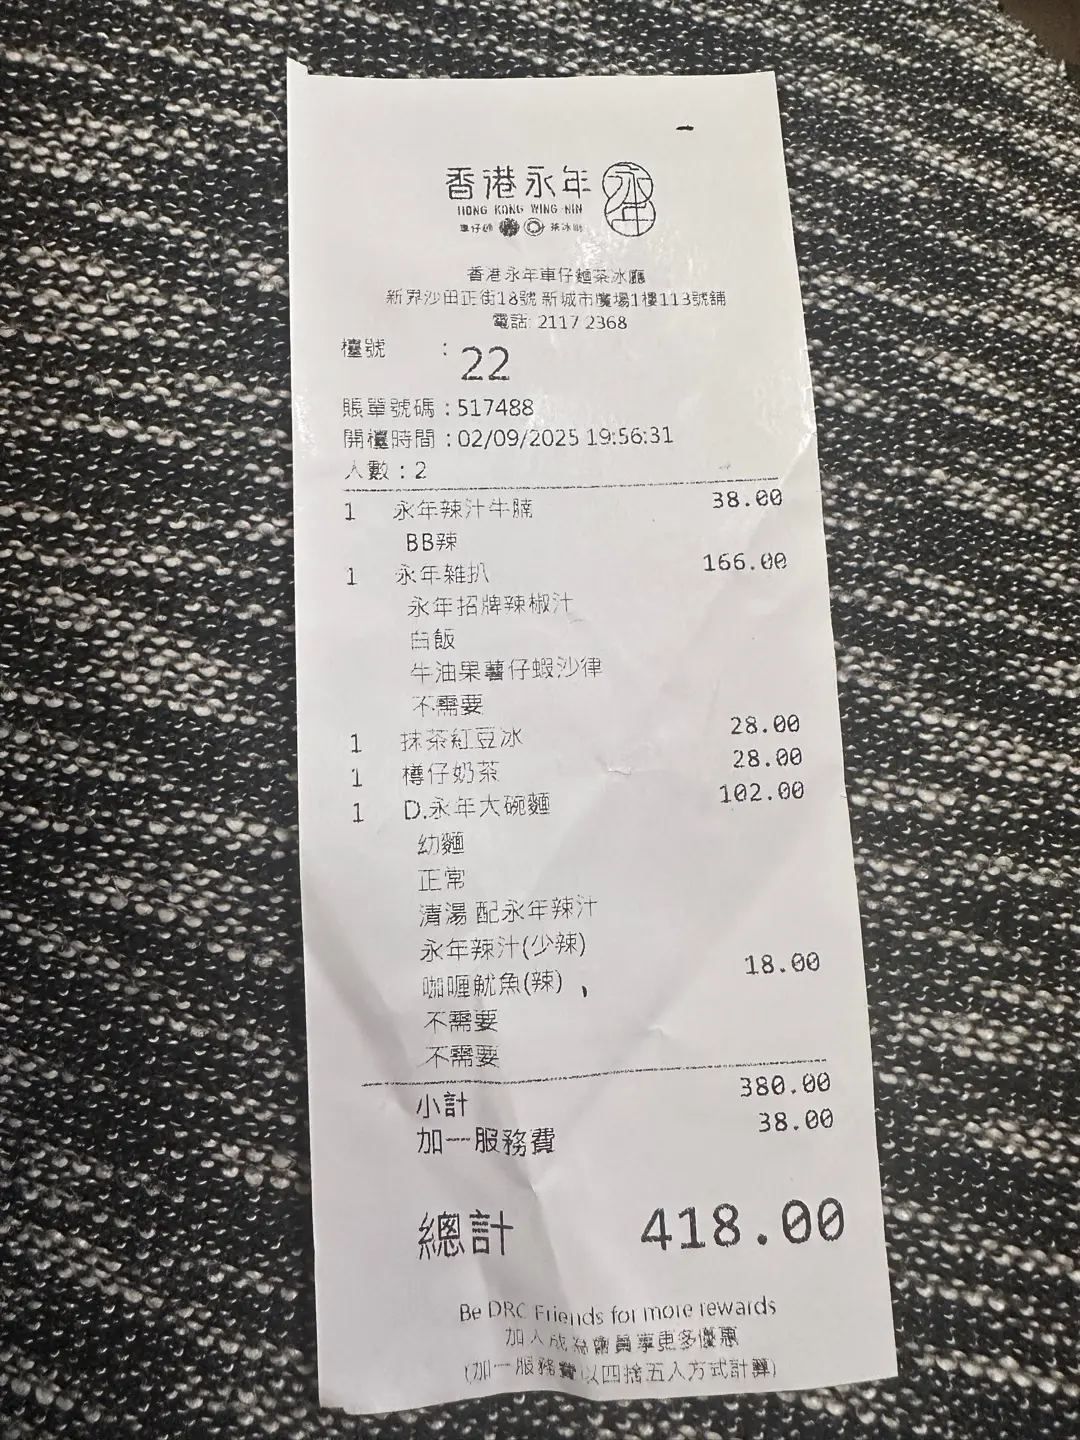 香港永年
HONG KONG WING NIN
車仔麵 茶冰廳
永年
香港永年車仔麵茶冰廳
新界沙田正街18號 新城市廣場1樓113號舖
電話: 2117 2368
檯號 : 22
賬單號碼 : 517488
開檯時間 : 02/09/2025 19:56:31
人數 : 2
1 永年辣汁牛腩 38.00
BB辣
1 永年雜扒 166.00
永年招牌辣椒汁
白飯
牛油果薯仔蝦沙律
不需要
1 抹茶紅豆冰 28.00
1 樽仔奶茶 28.00
1 D.永年大碗麵 102.00
幼麵
正常
清湯 配永年辣汁
永年辣汁(少辣)
咖喱魷魚(辣) 18.00
不需要
不需要
小計 380.00
加一服務費 38.00
總計 418.00
Be DRC Friends for more rewards
加入成為會員享更多優惠
(加一服務費以四捨五入方式計算)